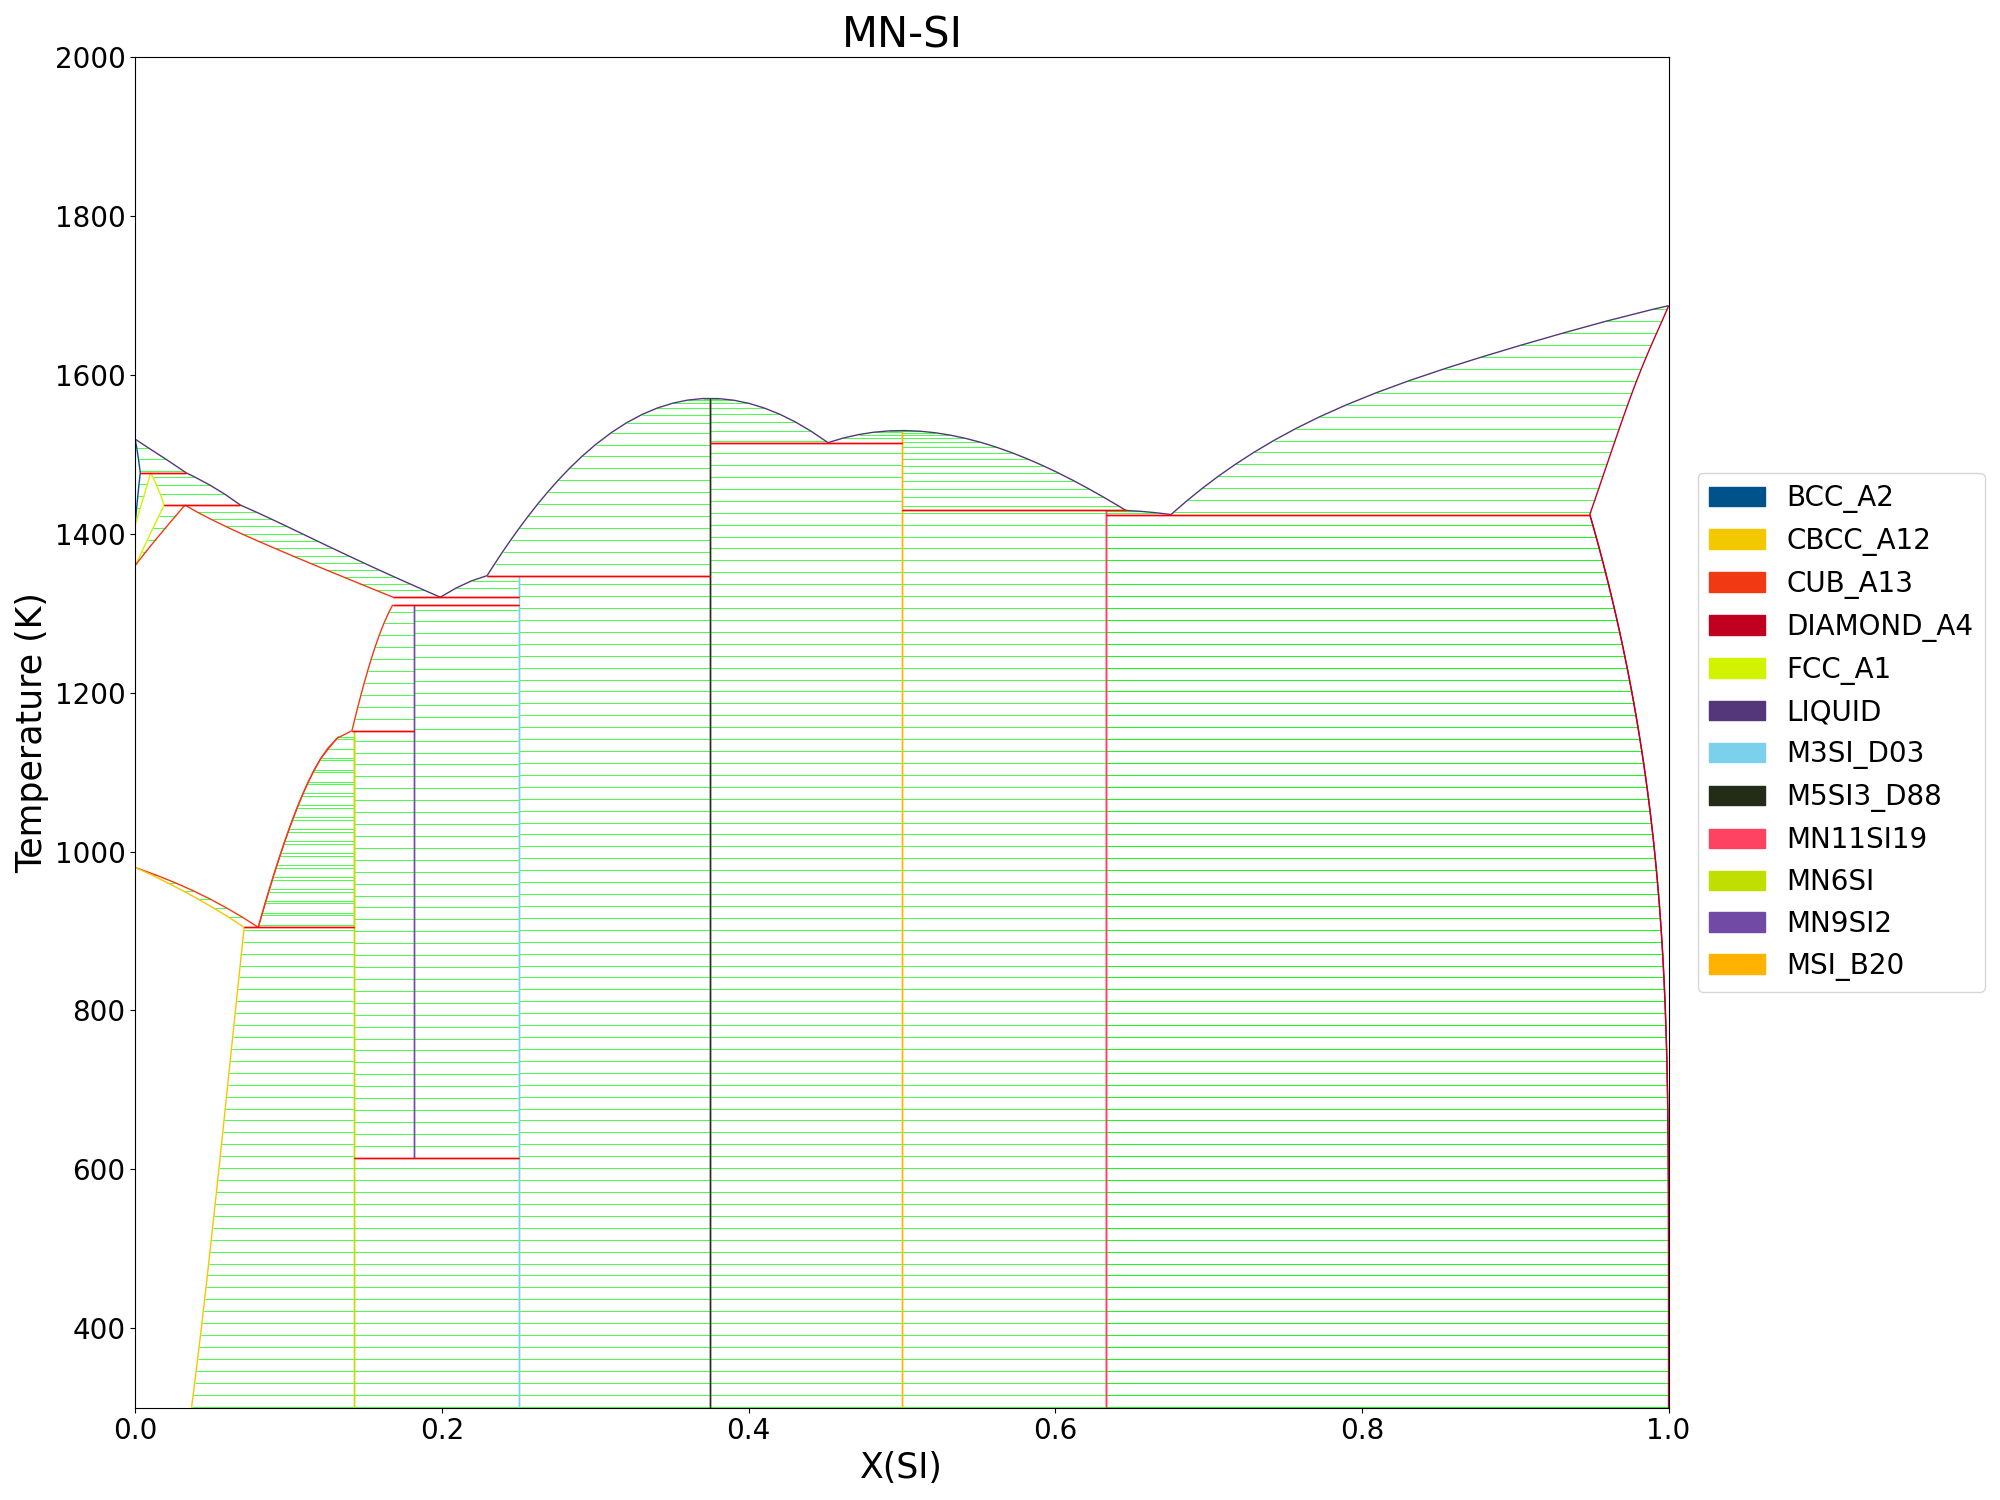 MN-SI
2000
1800
1600
1400
1200
1000
800
600
400
Temperature (K)
0.0 0.2 0.4 0.6 0.8 1.0
X(SI)
BCC_A2
CBCC_A12
CUB_A13
DIAMOND_A4
FCC_A1
LIQUID
M3SI_D03
M5SI3_D88
MN11SI19
MN6SI
MN9SI2
MSI_B20